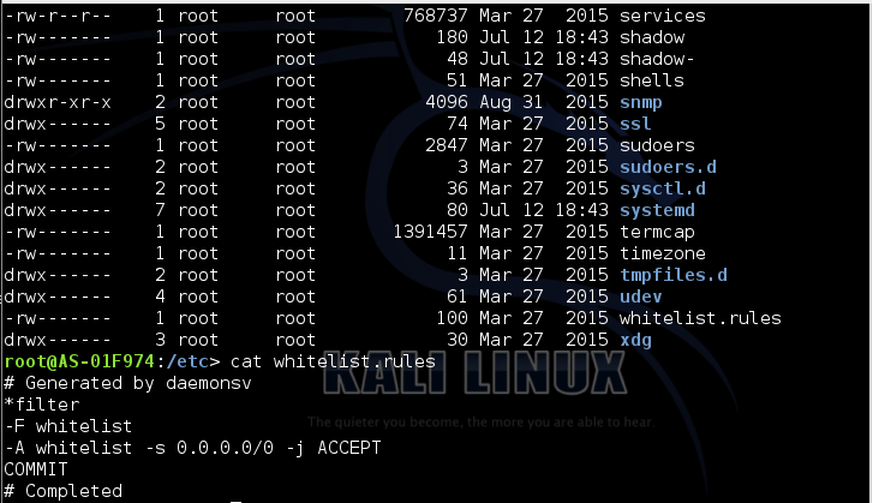 -rw-r--r-- 1 root root 768737 Mar 27 2015 services
-rw------- 1 root root 180 Jul 12 18:43 shadow
-rw------- 1 root root 48 Jul 12 18:43 shadow-
-rw------- 1 root root 51 Mar 27 2015 shells
drwxr-xr-x 2 root root 4096 Aug 31 2015 snmp
drwx------ 5 root root 74 Mar 27 2015 ssl
-rw------- 1 root root 2847 Mar 27 2015 sudoers
drwx------ 2 root root 3 Mar 27 2015 sudoers.d
drwx------ 2 root root 36 Mar 27 2015 sysctl.d
drwx------ 7 root root 80 Jul 12 18:43 systemd
-rw------- 1 root root 1391457 Mar 27 2015 termcap
-rw------- 1 root root 11 Mar 27 2015 timezone
drwx------ 2 root root 3 Mar 27 2015 tmpfiles.d
drwx------ 4 root root 61 Mar 27 2015 udev
-rw------- 1 root root 100 Mar 27 2015 whitelist.rules
drwx------ 3 root root 30 Mar 27 2015 xdg
root@AS-01F974:/etc> cat whitelist.rules
# Generated by daemonsv
*filter
-F whitelist
-A whitelist -s 0.0.0.0/0 -j ACCEPT
COMMIT
# Completed
KALI LINUX
The quieter you become, the more you are able to hear.